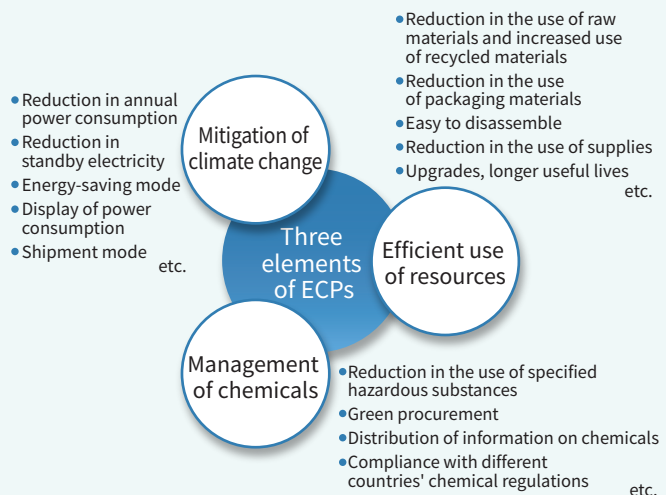 • Reduction in the use of raw
materials and increased use
of recycled materials
• Reduction in the use
of packaging materials
• Easy to disassemble
• Reduction in the use of supplies
• Upgrades, longer useful lives
etc.
• Reduction in annual
power consumption
• Reduction in
standby electricity
• Energy-saving mode
• Display of power
consumption
• Shipment mode
etc.
Mitigation of
climate change
Three
elements
of ECPs
Efficient use
of resources
Management
of chemicals
• Reduction in the use of specified
hazardous substances
• Green procurement
• Distribution of information on chemicals
• Compliance with different
countries' chemical regulations
etc.